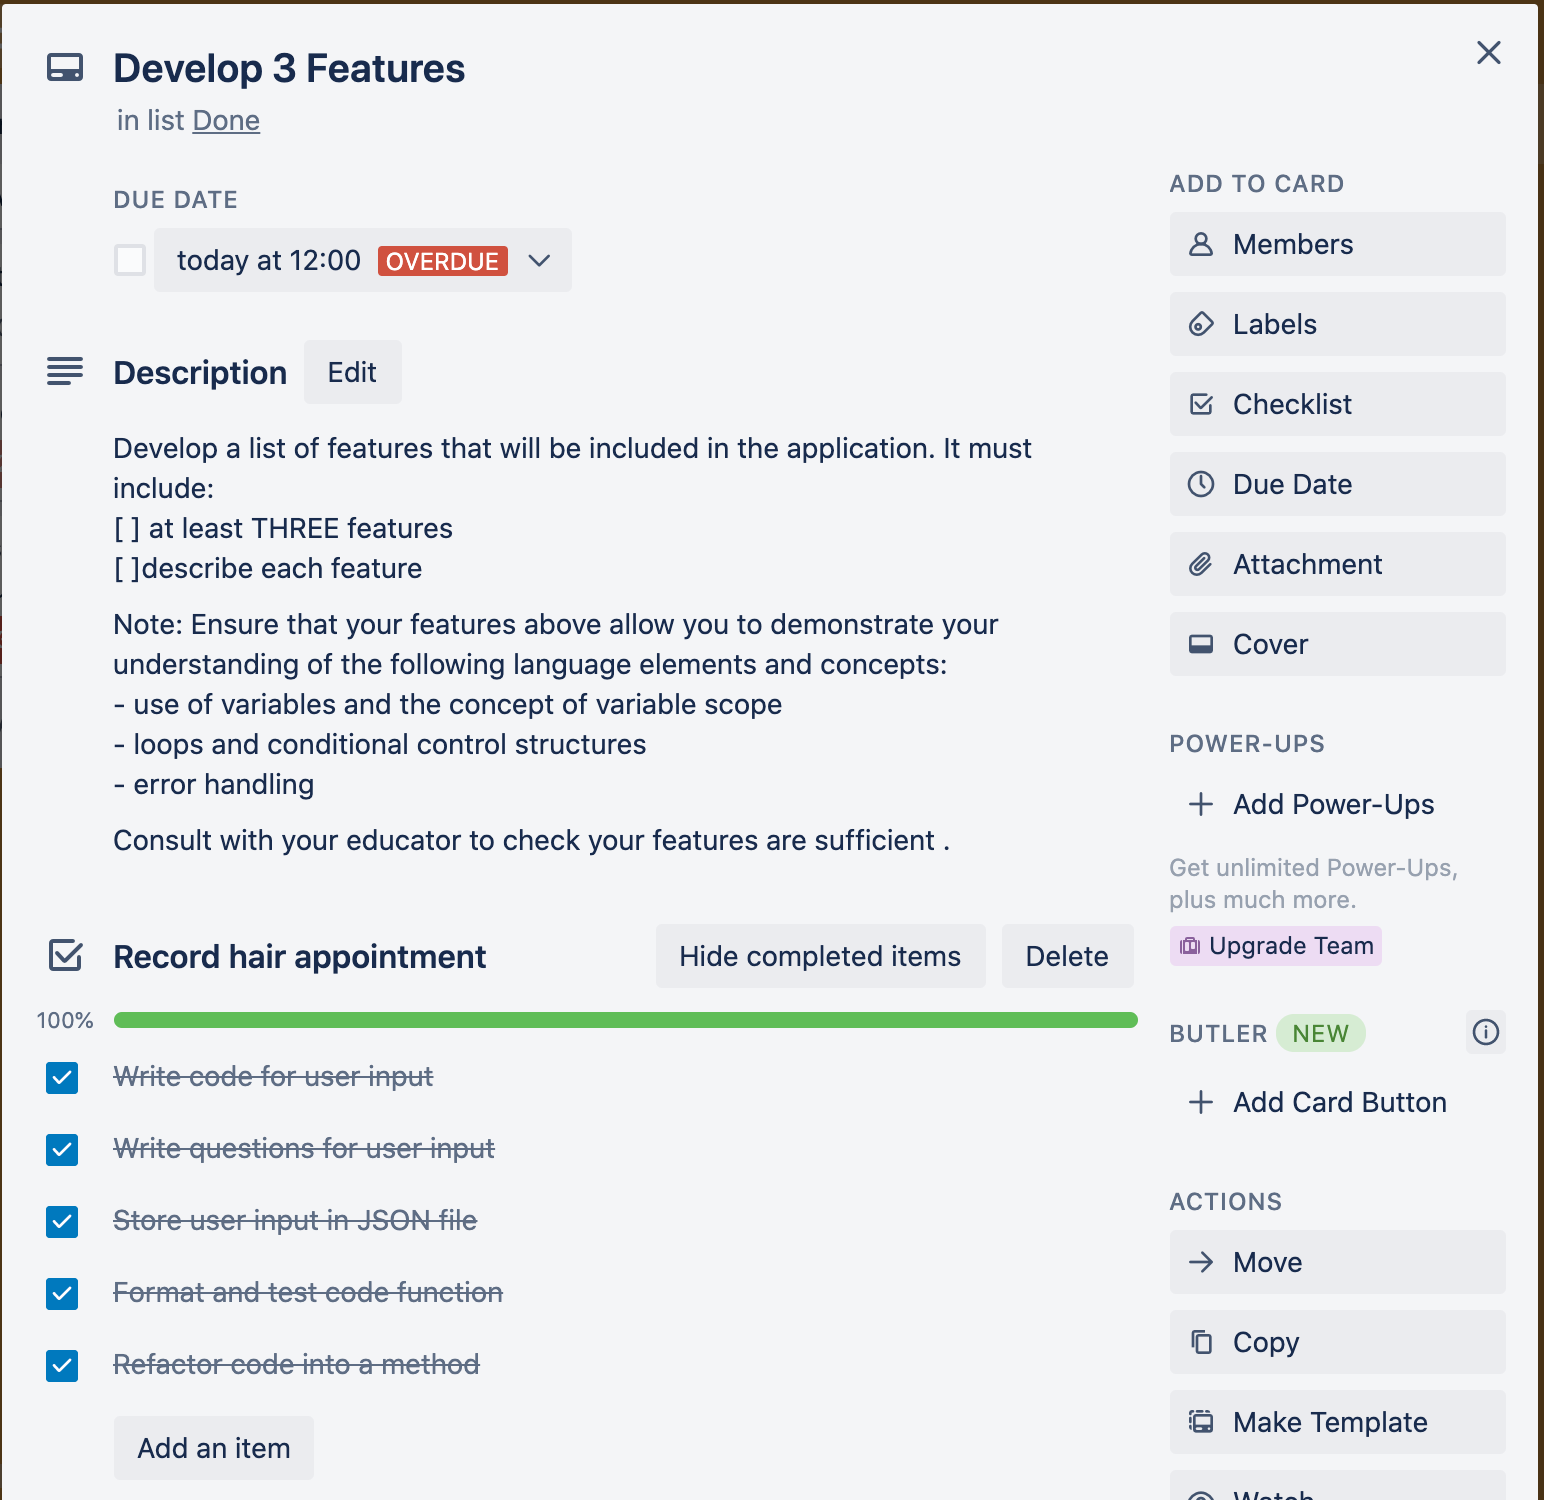 Develop 3 Features
in list Done
DUE DATE
today at 12:00 OVERDUE
Description Edit
Develop a list of features that will be included in the application. It must
include:
[ ] at least THREE features
[ ]describe each feature
Note: Ensure that your features above allow you to demonstrate your
understanding of the following language elements and concepts:
- use of variables and the concept of variable scope
- loops and conditional control structures
- error handling
Consult with your educator to check your features are sufficient .
Record hair appointment Hide completed items Delete
100%
Write code for user input
Write questions for user input
Store user input in JSON file
Format and test code function
Refactor code into a method
Add an item
ADD TO CARD
Members
Labels
Checklist
Due Date
Attachment
Cover
POWER-UPS
Add Power-Ups
Get unlimited Power-Ups,
plus much more.
Upgrade Team
BUTLER NEW
Add Card Button
ACTIONS
Move
Copy
Make Template
Watch